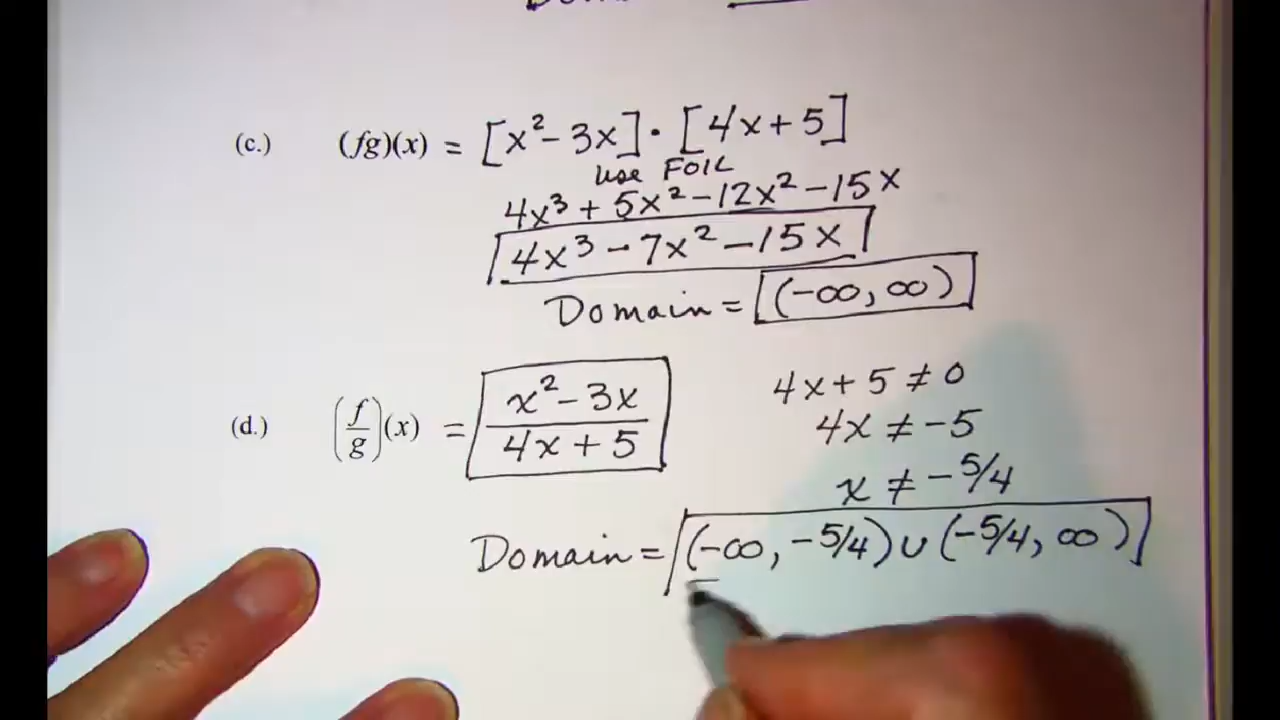 (c.) (fg)(x) = [x² - 3x] · [4x + 5]
use FOIL
4x³ + 5x² - 12x² - 15x
4x³ - 7x² - 15x
Domain = (-∞, ∞)
(d.) (f/g)(x) = (x² - 3x)/(4x + 5)
4x + 5 ≠ 0
4x ≠ -5
x ≠ -5/4
Domain = (-∞, -5/4) ∪ (-5/4, ∞)